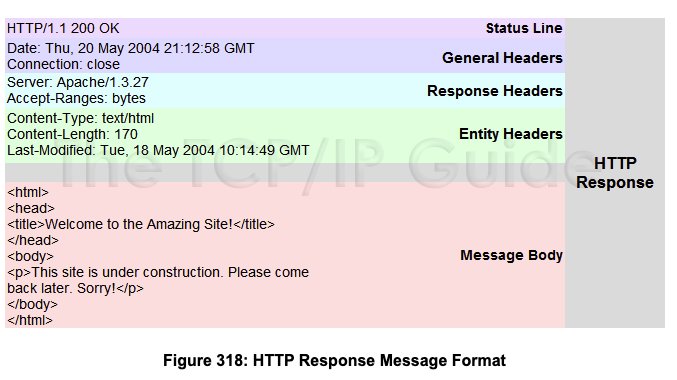 HTTP/1.1 200 OK
Status Line
Date: Thu, 20 May 2004 21:12:58 GMT
Connection: close
General Headers
Server: Apache/1.3.27
Accept-Ranges: bytes
Response Headers
Content-Type: text/html
Content-Length: 170
Last-Modified: Tue, 18 May 2004 10:14:49 GMT
Entity Headers
The TCP/IP Guide
<html>
<head>
<title>Welcome to the Amazing Site!</title>
</head>
<body>
<p>This site is under construction. Please come
back later. Sorry!</p>
</body>
</html>
Message Body
HTTP
Response
Figure 318: HTTP Response Message Format